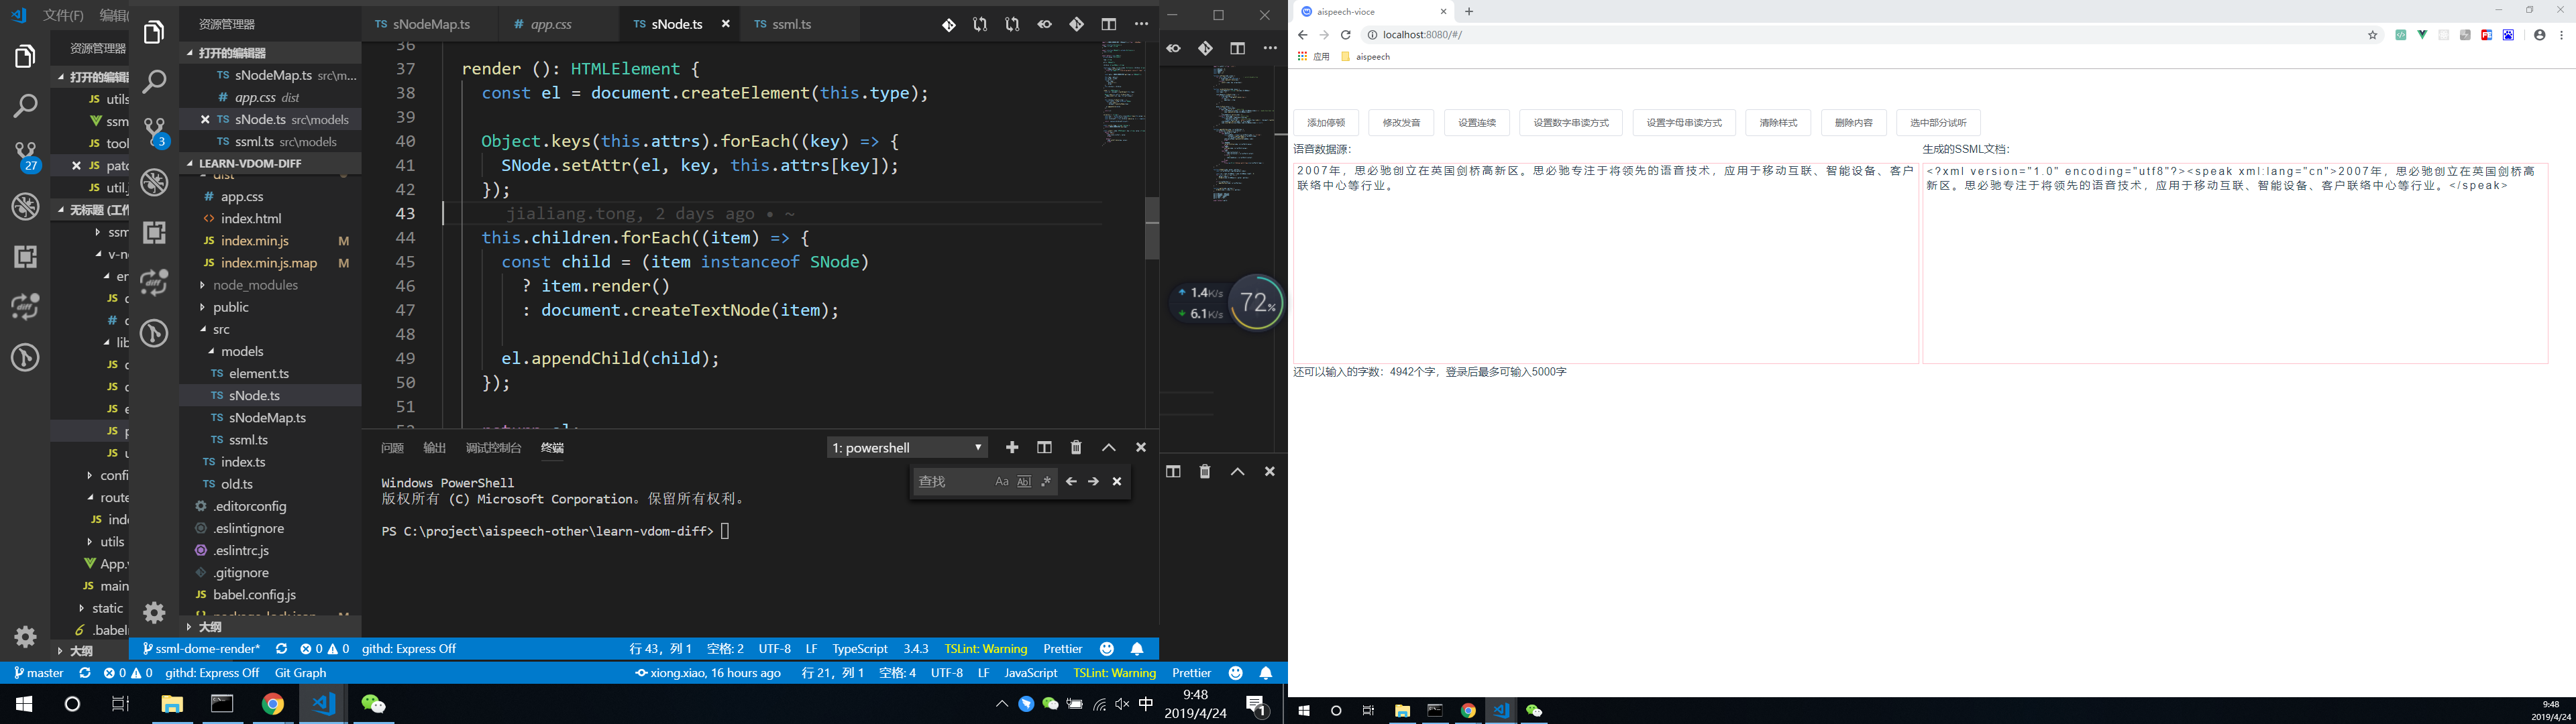 文件(F) 编辑(
资源管理器
打开的编辑器
JS utils
ssm
JS tool
JS patc
JS util.j
无标题 (工作
ssm
v-n
en
JS
#
lib
JS
JS
JS
JS
JS
confi
route
JS inde
utils
App.v
JS main
static
.babel
大纲
27
资源管理器
打开的编辑器
TS sNodeMap.ts src\m...
# app.css dist
TS sNode.ts src\models
TS ssml.ts src\models
LEARN-VDOM-DIFF
dist
# app.css
<> index.html
JS index.min.js M
JS index.min.js.map M
node_modules
public
src
models
TS element.ts
TS sNode.ts
TS sNodeMap.ts
TS ssml.ts
TS index.ts
TS old.ts
.editorconfig
.eslintignore
.eslintrc.js
.gitignore
JS babel.config.js
大纲
3
TS sNodeMap.ts
# app.css
TS sNode.ts
TS ssml.ts
36
37 render (): HTMLElement {
38 const el = document.createElement(this.type);
39
40 Object.keys(this.attrs).forEach((key) => {
41 SNode.setAttr(el, key, this.attrs[key]);
42 });
43 jialiang.tong, 2 days ago • ~
44 this.children.forEach((item) => {
45 const child = (item instanceof SNode)
46 ? item.render()
47 : document.createTextNode(item);
48
49 el.appendChild(child);
50 });
51
52 return el;
问题 输出 调试控制台 终端
1: powershell
查找 Aa Abl .*
Windows PowerShell
版权所有 (C) Microsoft Corporation。保留所有权利。
PS C:\project\aispeech-other\learn-vdom-diff>
ssml-dome-render* 0 0 githd: Express Off 行 43，列 1 空格: 2 UTF-8 LF TypeScript 3.4.3 TSLint: Warning Prettier
master 0 0 githd: Express Off Git Graph xiong.xiao, 16 hours ago 行 21，列 1 空格: 4 UTF-8 LF JavaScript TSLint: Warning Prettier
1.4K/s
6.1K/s
72%
中
9:48
2019/4/24
1
aispeech-vioce
localhost:8080/#/
应用 aispeech
添加停顿 修改发音 设置连续 设置数字串读方式 设置字母串读方式 清除样式 删除内容 选中部分试听
语音数据源：
2007年，思必驰创立在英国剑桥高新区。思必驰专注于将领先的语音技术，应用于移动互联、智能设备、客户
联络中心等行业。
生成的SSML文档：
<?xml version="1.0" encoding="utf8"?><speak xml:lang="cn">2007年，思必驰创立在英国剑桥高
新区。思必驰专注于将领先的语音技术，应用于移动互联、智能设备、客户联络中心等行业。</speak>
还可以输入的字数：4942个字，登录后最多可输入5000字
9:48
2019/4/24